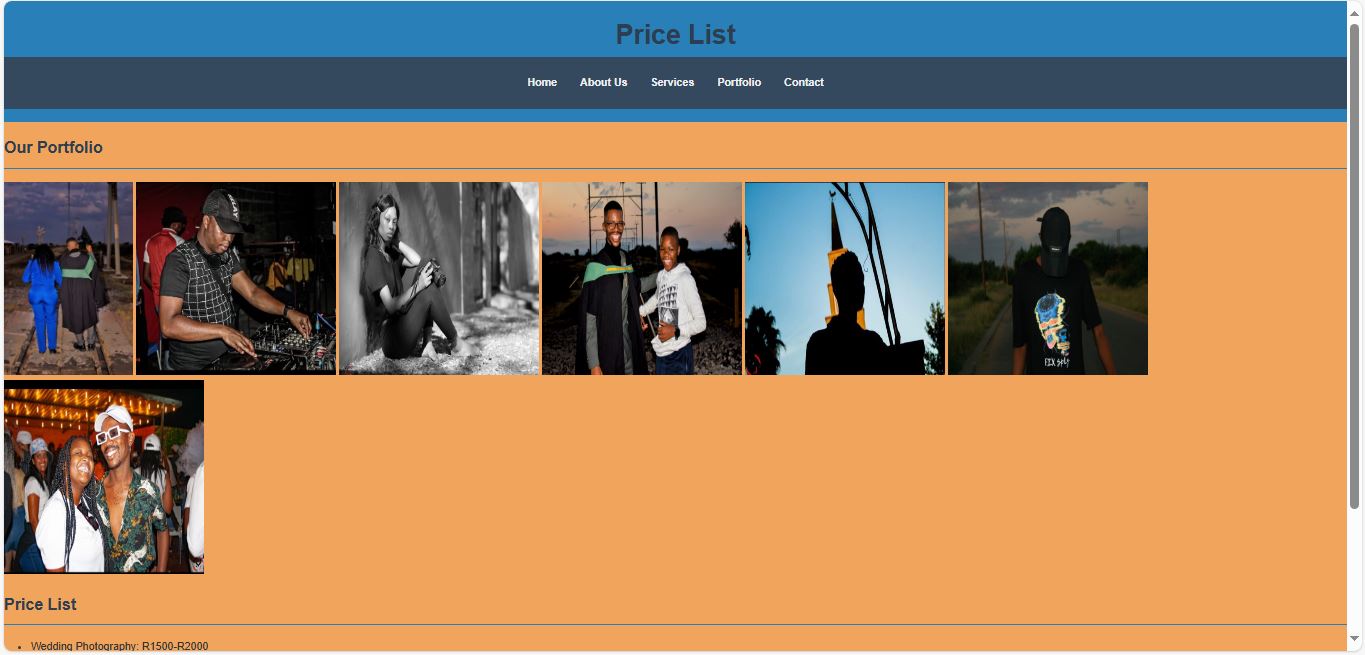 Price List
Home About Us Services Portfolio Contact
Our Portfolio
Price List
• Wedding Photography: R1500-R2000